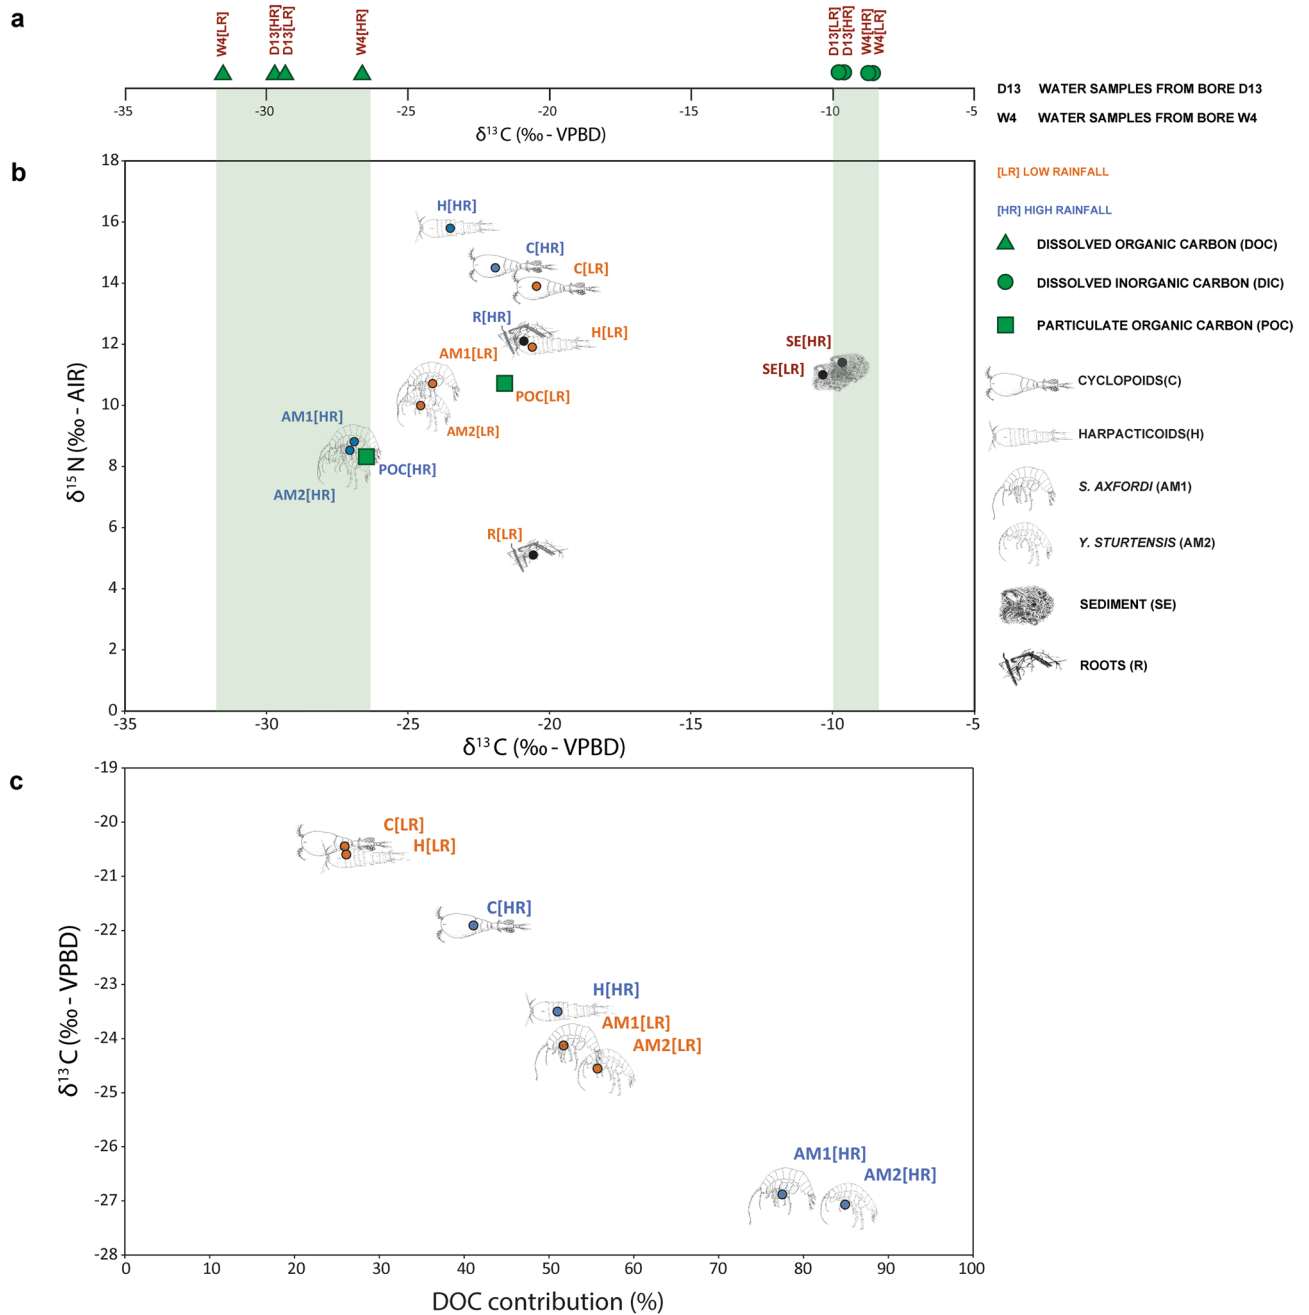 a
W4[LR]
D13[HR]
D13[LR]
W4[HR]
D13[LR]
D13[HR]
W4[HR]
W4[LR]
-35 -30 -25 -20 -15 -10 -5
δ¹³C (‰ - VPBD)
D13 WATER SAMPLES FROM BORE D13
W4 WATER SAMPLES FROM BORE W4
[LR] LOW RAINFALL
[HR] HIGH RAINFALL
DISSOLVED ORGANIC CARBON (DOC)
DISSOLVED INORGANIC CARBON (DIC)
PARTICULATE ORGANIC CARBON (POC)
CYCLOPOIDS(C)
HARPACTICOIDS(H)
S. AXFORDI (AM1)
Y. STURTENSIS (AM2)
SEDIMENT (SE)
ROOTS (R)
b
18
16
14
12
10
8
6
4
2
0
δ¹⁵N (‰ - AIR)
H[HR]
C[HR]
C[LR]
R[HR]
H[LR]
AM1[LR]
POC[LR]
AM2[LR]
SE[HR]
SE[LR]
AM1[HR]
POC[HR]
AM2[HR]
R[LR]
-35 -30 -25 -20 -15 -10 -5
δ¹³C (‰ - VPBD)
c
-19
-20
-21
-22
-23
-24
-25
-26
-27
-28
δ¹³C (‰ - VPBD)
C[LR]
H[LR]
C[HR]
H[HR]
AM1[LR]
AM2[LR]
AM1[HR]
AM2[HR]
0 10 20 30 40 50 60 70 80 90 100
DOC contribution (%)